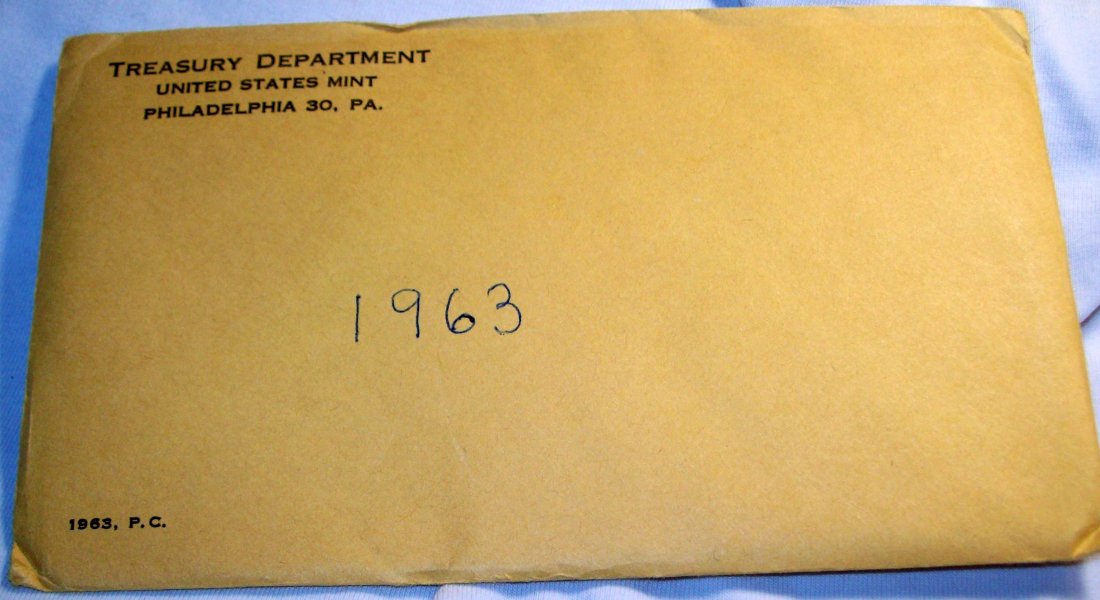 TREASURY DEPARTMENT
UNITED STATES MINT
PHILADELPHIA 30, PA.
1963
1963, P.C.